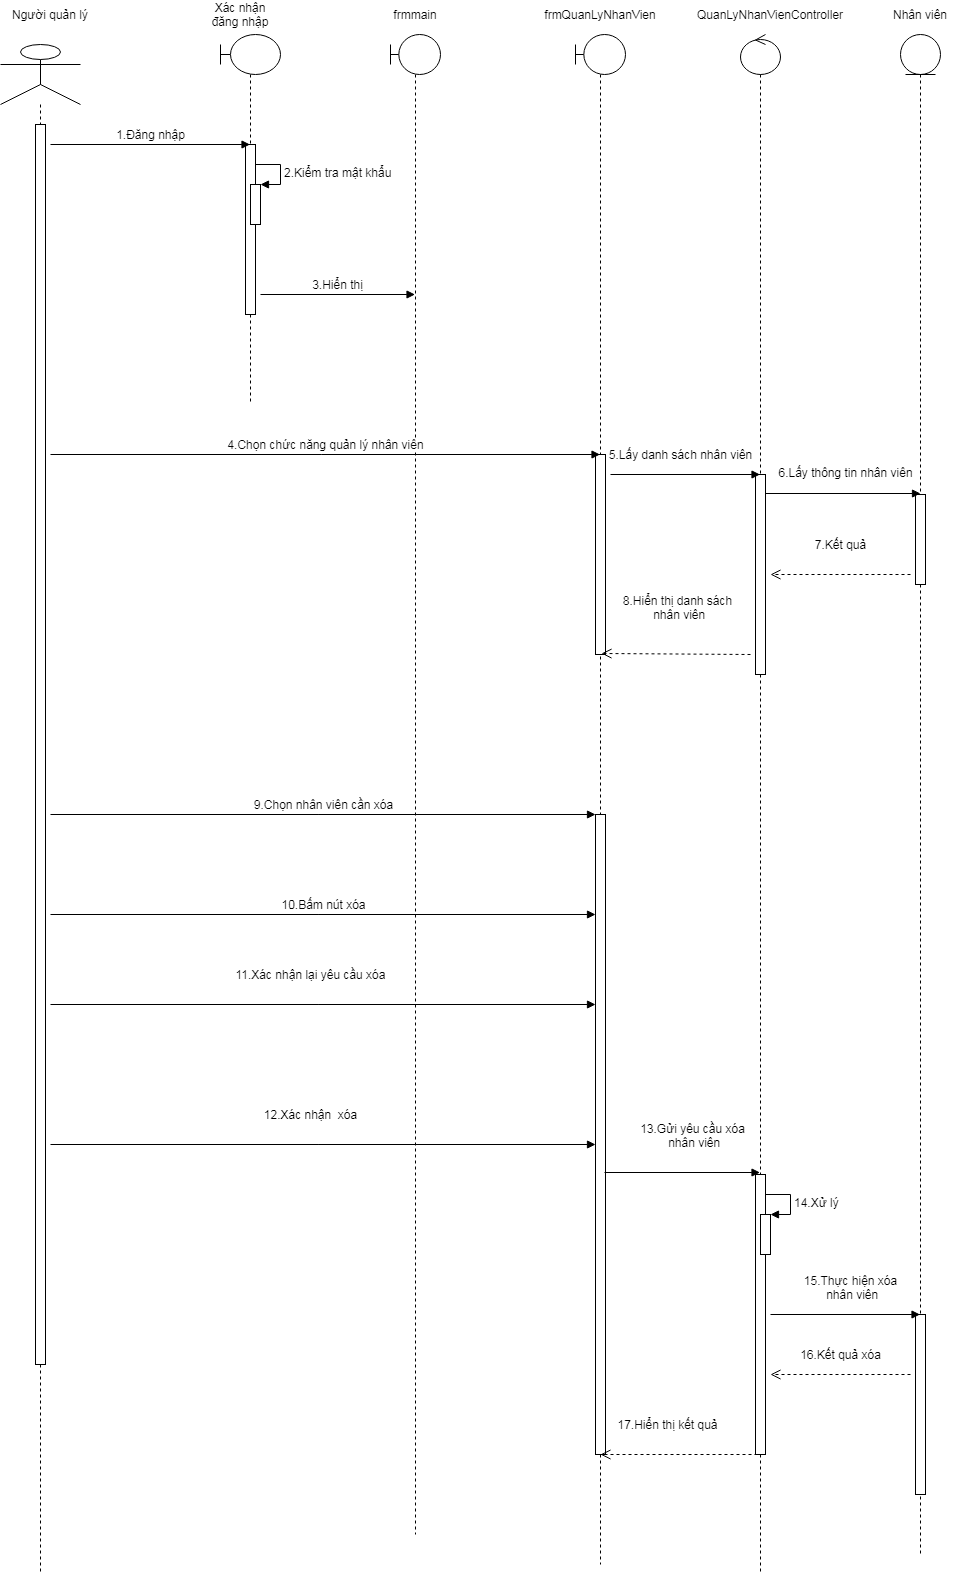 Người quản lý
Xác nhận
đăng nhập
frmmain
frmQuanLyNhanVien
QuanLyNhanVienController
Nhân viên
1.Đăng nhập
2.Kiểm tra mật khẩu
3.Hiển thị
4.Chọn chức năng quản lý nhân viên
5.Lấy danh sách nhân viên
6.Lấy thông tin nhân viên
7.Kết quả
8.Hiển thị danh sách
nhân viên
9.Chọn nhân viên cần xóa
10.Bấm nút xóa
11.Xác nhận lại yêu cầu xóa
12.Xác nhận  xóa
13.Gửi yêu cầu xóa
nhân viên
14.Xử lý
15.Thực hiện xóa
nhân viên
16.Kết quả xóa
17.Hiển thị kết quả